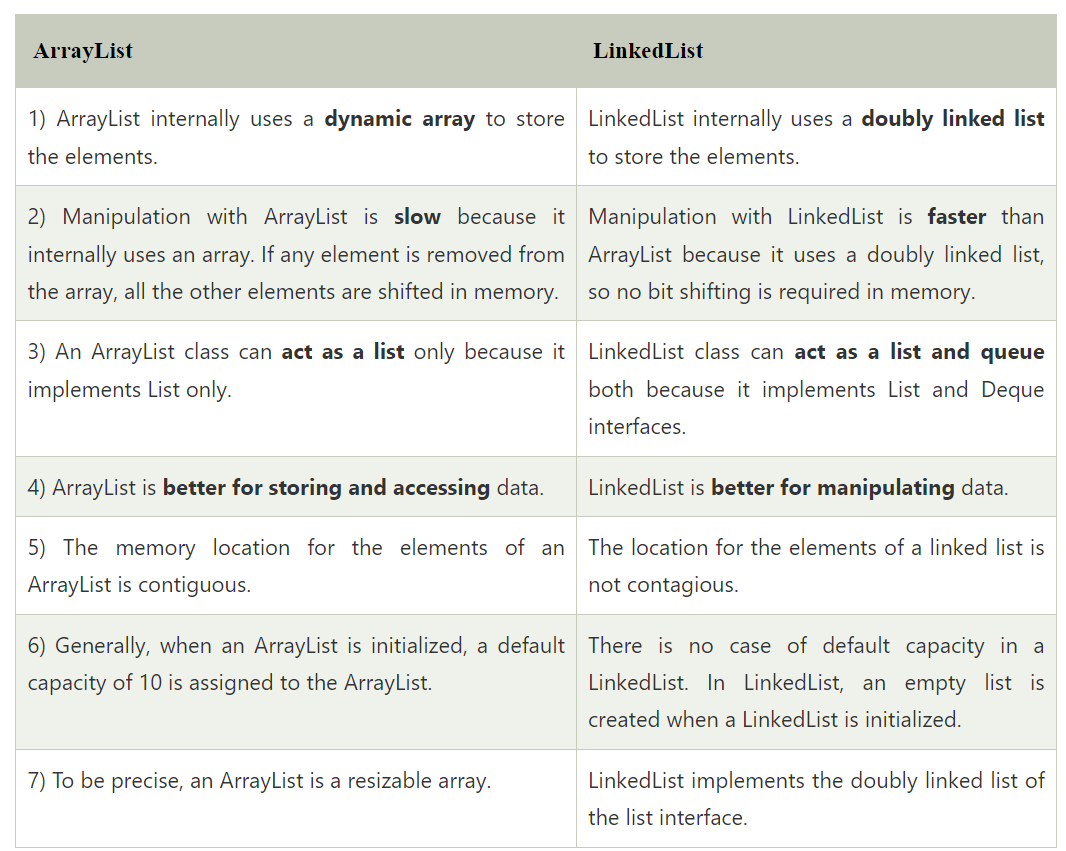 ArrayList
LinkedList
1) ArrayList internally uses a dynamic array to store
the elements.
LinkedList internally uses a doubly linked list
to store the elements.
2) Manipulation with ArrayList is slow because it
internally uses an array. If any element is removed from
the array, all the other elements are shifted in memory.
Manipulation with LinkedList is faster than
ArrayList because it uses a doubly linked list,
so no bit shifting is required in memory.
3) An ArrayList class can act as a list only because it
implements List only.
LinkedList class can act as a list and queue
both because it implements List and Deque
interfaces.
4) ArrayList is better for storing and accessing data.
LinkedList is better for manipulating data.
5) The memory location for the elements of an
ArrayList is contiguous.
The location for the elements of a linked list is
not contagious.
6) Generally, when an ArrayList is initialized, a default
capacity of 10 is assigned to the ArrayList.
There is no case of default capacity in a
LinkedList. In LinkedList, an empty list is
created when a LinkedList is initialized.
7) To be precise, an ArrayList is a resizable array.
LinkedList implements the doubly linked list of
the list interface.